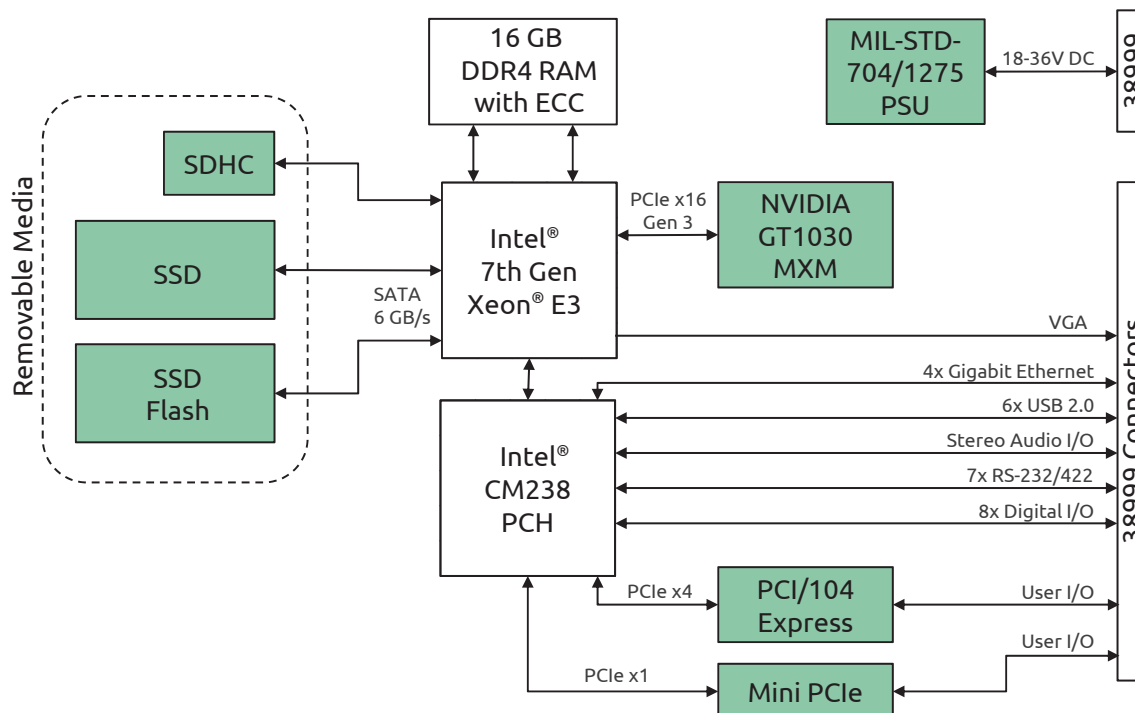 16 GB
DDR4 RAM
with ECC
MIL-STD-
704/1275
PSU
18-36V DC
38999
Removable Media
SDHC
SSD
SSD
Flash
SATA
6 GB/s
Intel®
7th Gen
Xeon® E3
PCIe x16
Gen 3
NVIDIA
GT1030
MXM
VGA
4x Gigabit Ethernet
6x USB 2.0
Stereo Audio I/O
7x RS-232/422
8x Digital I/O
38999 Connectors
Intel®
CM238
PCH
PCIe x4
PCI/104
Express
User I/O
PCIe x1
Mini PCIe
User I/O